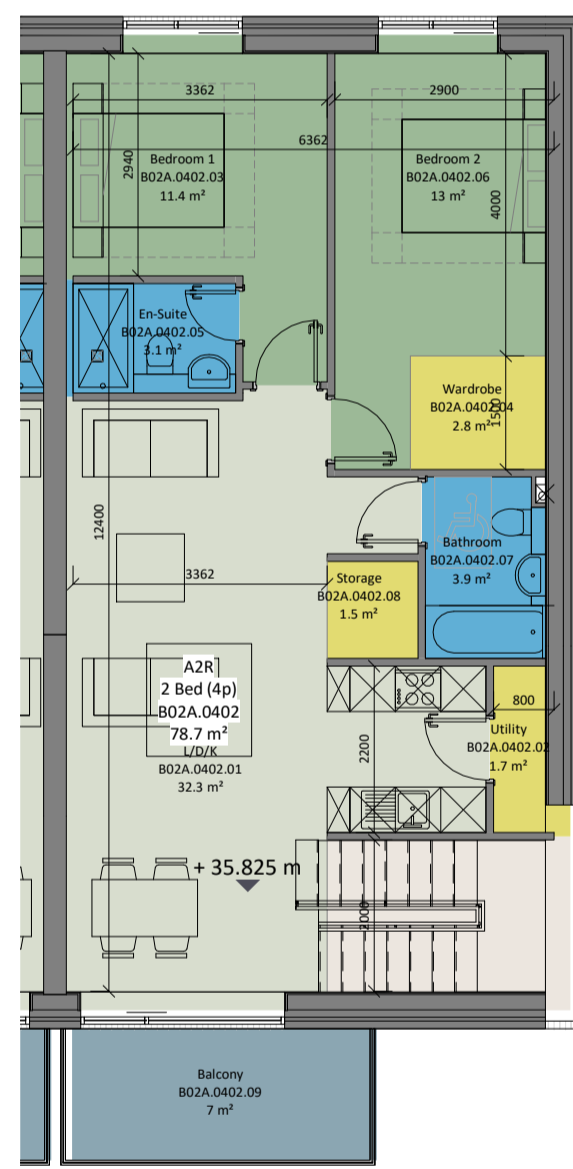 3362
2900
6362
2940
4000
Bedroom 1
B02A.0402.03
11.4 m²
Bedroom 2
B02A.0402.06
13 m²
En-Suite
B02A.0402.05
3.1 m²
Wardrobe
B02A.0402.04
2.8 m²
1500
12400
Bathroom
B02A.0402.07
3.9 m²
3362
Storage
B02A.0402.08
1.5 m²
A2R
2 Bed (4p)
B02A.0402
78.7 m²
L/D/K
B02A.0402.01
32.3 m²
2200
800
Utility
B02A.0402.02
1.7 m²
+ 35.825 m
2000
Balcony
B02A.0402.09
7 m²